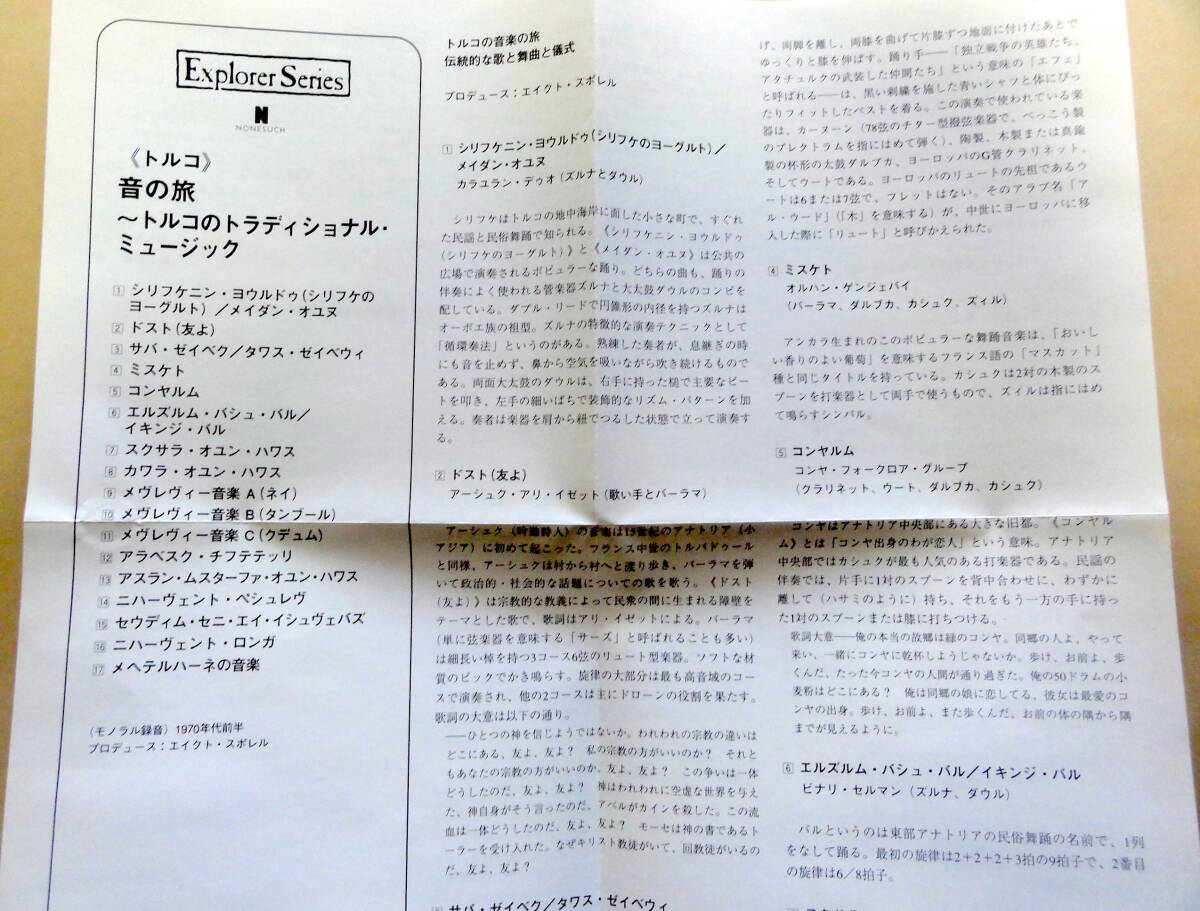 Explorer Series
N
NONESUCH
《トルコ》
音の旅
〜トルコのトラディショナル・
ミュージック
1 シリフケニン・ヨウルドゥ(シリフケの
ヨーグルト)／メイダン・オユヌ
2 ドスト(友よ)
3 サバ・ゼイベク／タワス・ゼイベウィ
4 ミスケト
5 コンヤルム
6 エルズルム・バシュ・バル／
イキンジ・バル
7 スクサラ・オユン・ハワス
8 カワラ・オユン・ハワス
9 メヴレヴィー音楽 A(ネイ)
10 メヴレヴィー音楽 B(タンブール)
11 メヴレヴィー音楽 C(クデュム)
12 アラベスク・チフテテッリ
13 アスラン・ムスターファ・オユン・ハワス
14 ニハーヴェント・ペシュレヴ
15 セウディム・セニ・エイ・イシュヴェバズ
16 ニハーヴェント・ロンガ
17 メヘテルハーネの音楽
(モノラル録音) 1970年代前半
プロデュース：エイクト・スポレル
トルコの音楽の旅
伝統的な歌と舞曲と儀式
プロデュース：エイクト・スポレル
1 シリフケニン・ヨウルドゥ(シリフケのヨーグルト)／
メイダン・オユヌ
カラユラン・デゥオ(ズルナとダウル)
シリフケはトルコの地中海岸に面した小さな町で、すぐれ
た民謡と民俗舞踊で知られる。《シリフケニン・ヨウルドゥ
(シリフケのヨーグルト)》と《メイダン・オユヌ》は公共の
広場で演奏されるポピュラーな踊り。どちらの曲も、踊りの
伴奏によく使われる管楽器ズルナと大太鼓ダウルのコンビを
配している。ダブル・リードで円錐形の内径を持つズルナは
オーボエ族の祖型。ズルナの特徴的な演奏テクニックとして
「循環奏法」というのがある。熟練した奏者が、息継ぎの時
にも音を止めず、鼻から空気を吸いながら吹き続けるもので
ある。両面大太鼓のダウルは、右手に持った槌で主要なビー
トを叩き、左手の細いばちで装飾的なリズム・パターンを加
える。奏者は楽器を肩から紐でつるした状態で立って演奏す
る。
2 ドスト(友よ)
アーシュク・アリ・イゼット(歌い手とバーラマ)
アーシュク(吟遊詩人)の音楽は15世紀のアナトリア(小
アジア)に初めて起こった。フランス中世のトルバドゥール
と同様、アーシュクは村から村へと渡り歩き、バーラマを弾
いて政治的・社会的な話題についての歌を歌う。《ドスト
(友よ)》は宗教的な教義によって民衆の間に生まれる障壁を
テーマとした歌で、歌詞はアリ・イゼットによる。バーラマ
(単に弦楽器を意味する「サーズ」と呼ばれることも多い)
は細長い棹を持つ3コース6弦のリュート型楽器。ソフトな材
質のピックでかき鳴らす。旋律の大部分は最も高音域のコー
スで演奏され、他の2コースは主にドローンの役割を果たす。
歌詞の大意は以下の通り。
——ひとつの神を信じようではないか。われわれの宗教の違いは
どこにある、友よ、友よ？ 私の宗教の方がいいのか？ それと
もあなたの宗教の方がいいのか、友よ、友よ？ この争いは一体
どうしたのだ、友よ、友よ？ 神はわれわれに空虚な世界を与え
た、神自身がそう言ったのだ。アベルがカインを殺した。この流
血は一体どうしたのだ、友よ、友よ？ モーセは神の書であるト
ーラーを受け入れた。なぜキリスト教徒がいて、回教徒がいるの
だ、友よ、友よ？
サバ・ゼイベク／タワス・ゼイベウィ
げ、両脚を離し、両膝を曲げて片膝ずつ地面に付けたあとで
ゆっくりと膝を伸ばす。踊り手——「独立戦争の英雄たち、
アタチュルクの武装した仲間たち」という意味の「エフェ」
と呼ばれる——は、黒い刺繍を施した青いシャツと体にぴっ
たりフィットしたベストを着る。この演奏で使われている楽
器は、カーヌーン(78弦のチター型撥弦楽器で、べっこう製
のプレクトラムを指にはめて弾く)、陶製、木製または真鍮
製の杯形の太鼓ダルブカ、ヨーロッパのG管クラリネット、
そしてウートである。ヨーロッパのリュートの先祖であるウ
ートは6または7弦で、フレットはない。そのアラブ名「ア
ル・ウード」(「木」を意味する)が、中世にヨーロッパに移
入した際に「リュート」と呼びかえられた。
4 ミスケト
オルハン・ゲンジェバイ
(バーラマ、ダルブカ、カシュク、ズィル)
アンカラ生まれのこのポピュラーな舞踊音楽は、「おいし
い香りのよい葡萄」を意味するフランス語の「マスカット」
種と同じタイトルを持っている。カシュクは2対の木製のス
プーンを打楽器として両手で使うもので、ズィルは指にはめ
て鳴らすシンバル。
5 コンヤルム
コンヤ・フォークロア・グループ
(クラリネット、ウート、ダルブカ、カシュク)
コンヤはアナトリア中央部にある大きな旧都。《コンヤル
ム》とは「コンヤ出身のわが恋人」という意味。アナトリア
中央部ではカシュクが最も人気のある打楽器である。民謡の
伴奏では、片手に1対のスプーンを背中合わせに、わずかに
離して(ハサミのように)持ち、それをもう一方の手に持っ
た1対のスプーンまたは膝に打ちつける。
歌詞大意——俺の本当の故郷は緑のコンヤ。同郷の人よ、やって
来い、一緒にコンヤに乾杯しようじゃないか。歩け、お前よ、歩
くんだ、たった今コンヤの人間が通り過ぎた。俺の50ドラムの小
麦粉はどこにある？ 俺は同郷の娘に恋してる、彼女は最愛のコ
ンヤの出身。歩け、お前よ、また歩くんだ、お前の体の隅から隅
までが見えるように。
6 エルズルム・バシュ・バル／イキンジ・バル
ビナリ・セルマン(ズルナ、ダウル)
バルというのは東部アナトリアの民俗舞踊の名前で、1列
をなして踊る。最初の旋律は2+2+2+3拍の9拍子で、2番目
の旋律は6／8拍子。